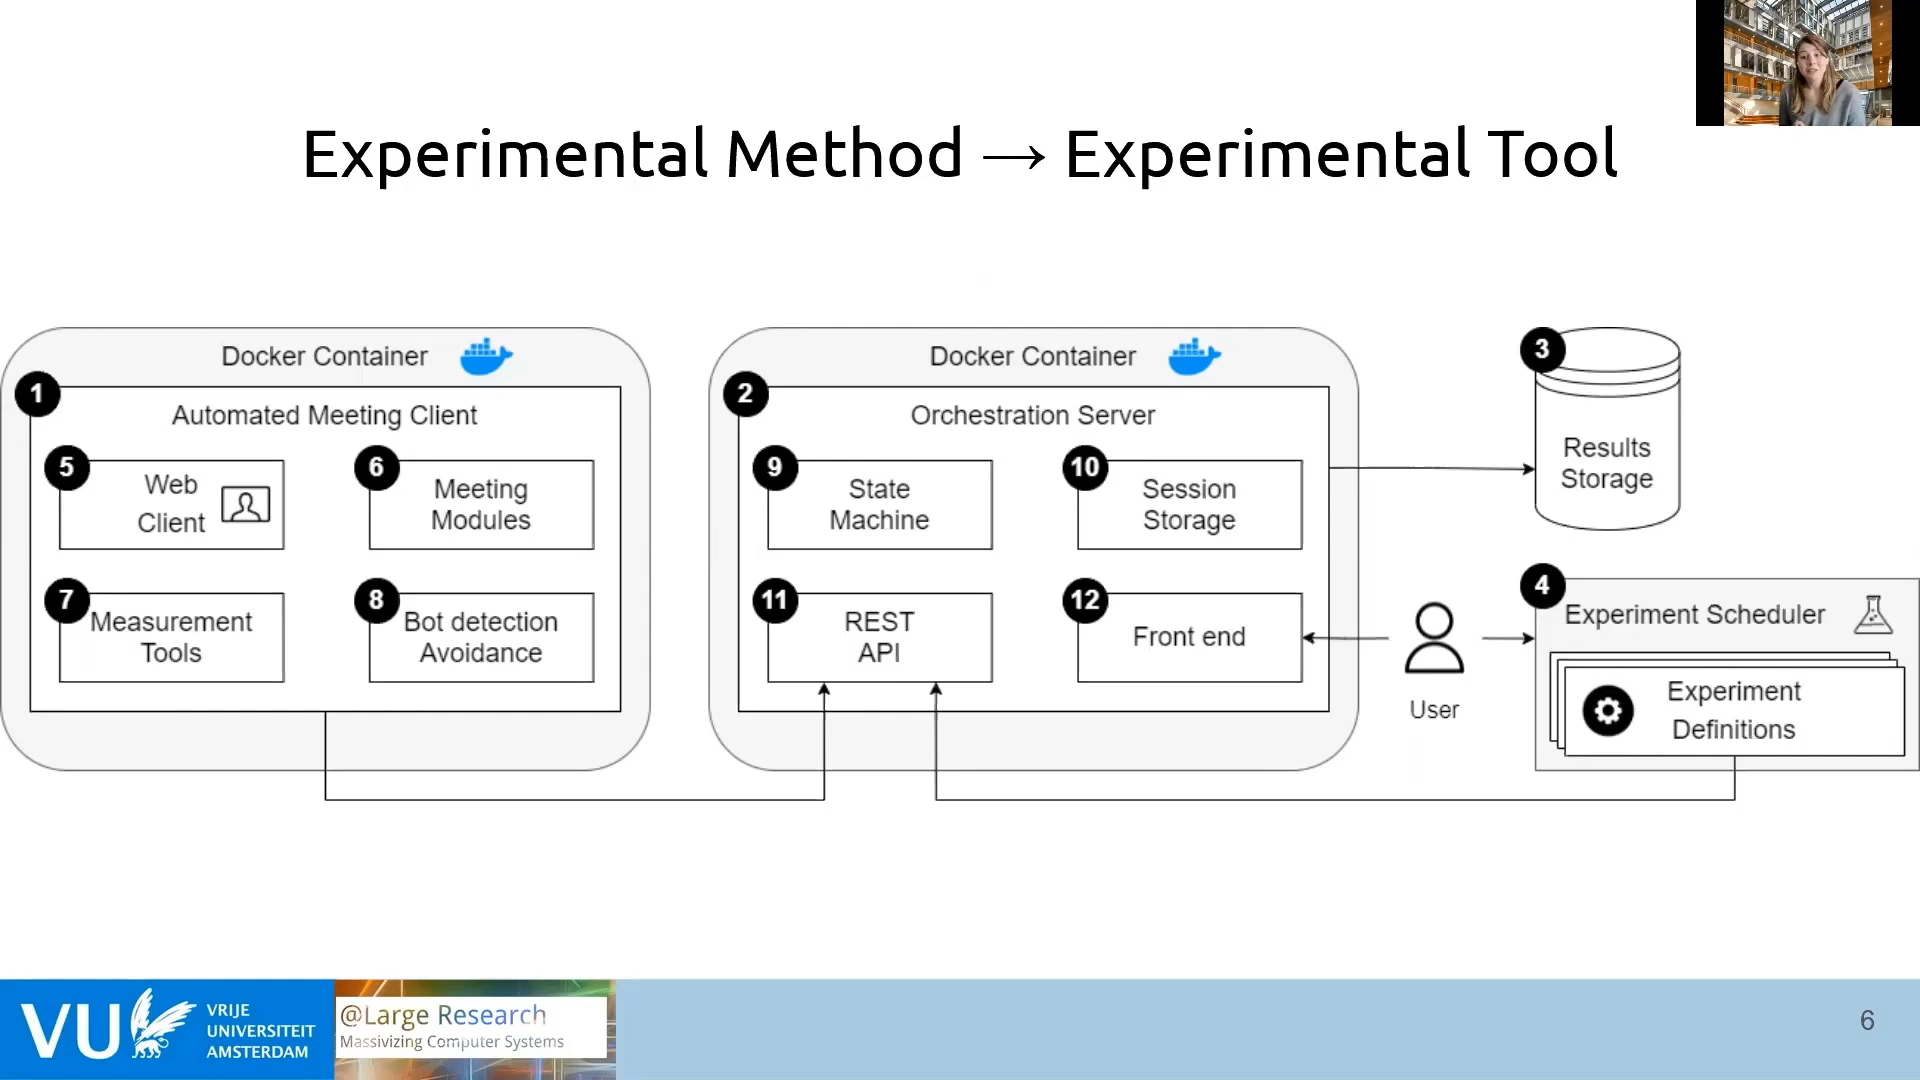 Experimental Method → Experimental Tool
Docker Container
1
Automated Meeting Client
5
Web
Client
6
Meeting
Modules
7
Measurement
Tools
8
Bot detection
Avoidance
Docker Container
2
Orchestration Server
9
State
Machine
10
Session
Storage
11
REST
API
12
Front end
3
Results
Storage
User
4
Experiment Scheduler
Experiment
Definitions
VU
VRIJE
UNIVERSITEIT
AMSTERDAM
@Large Research
Massivizing Computer Systems
6